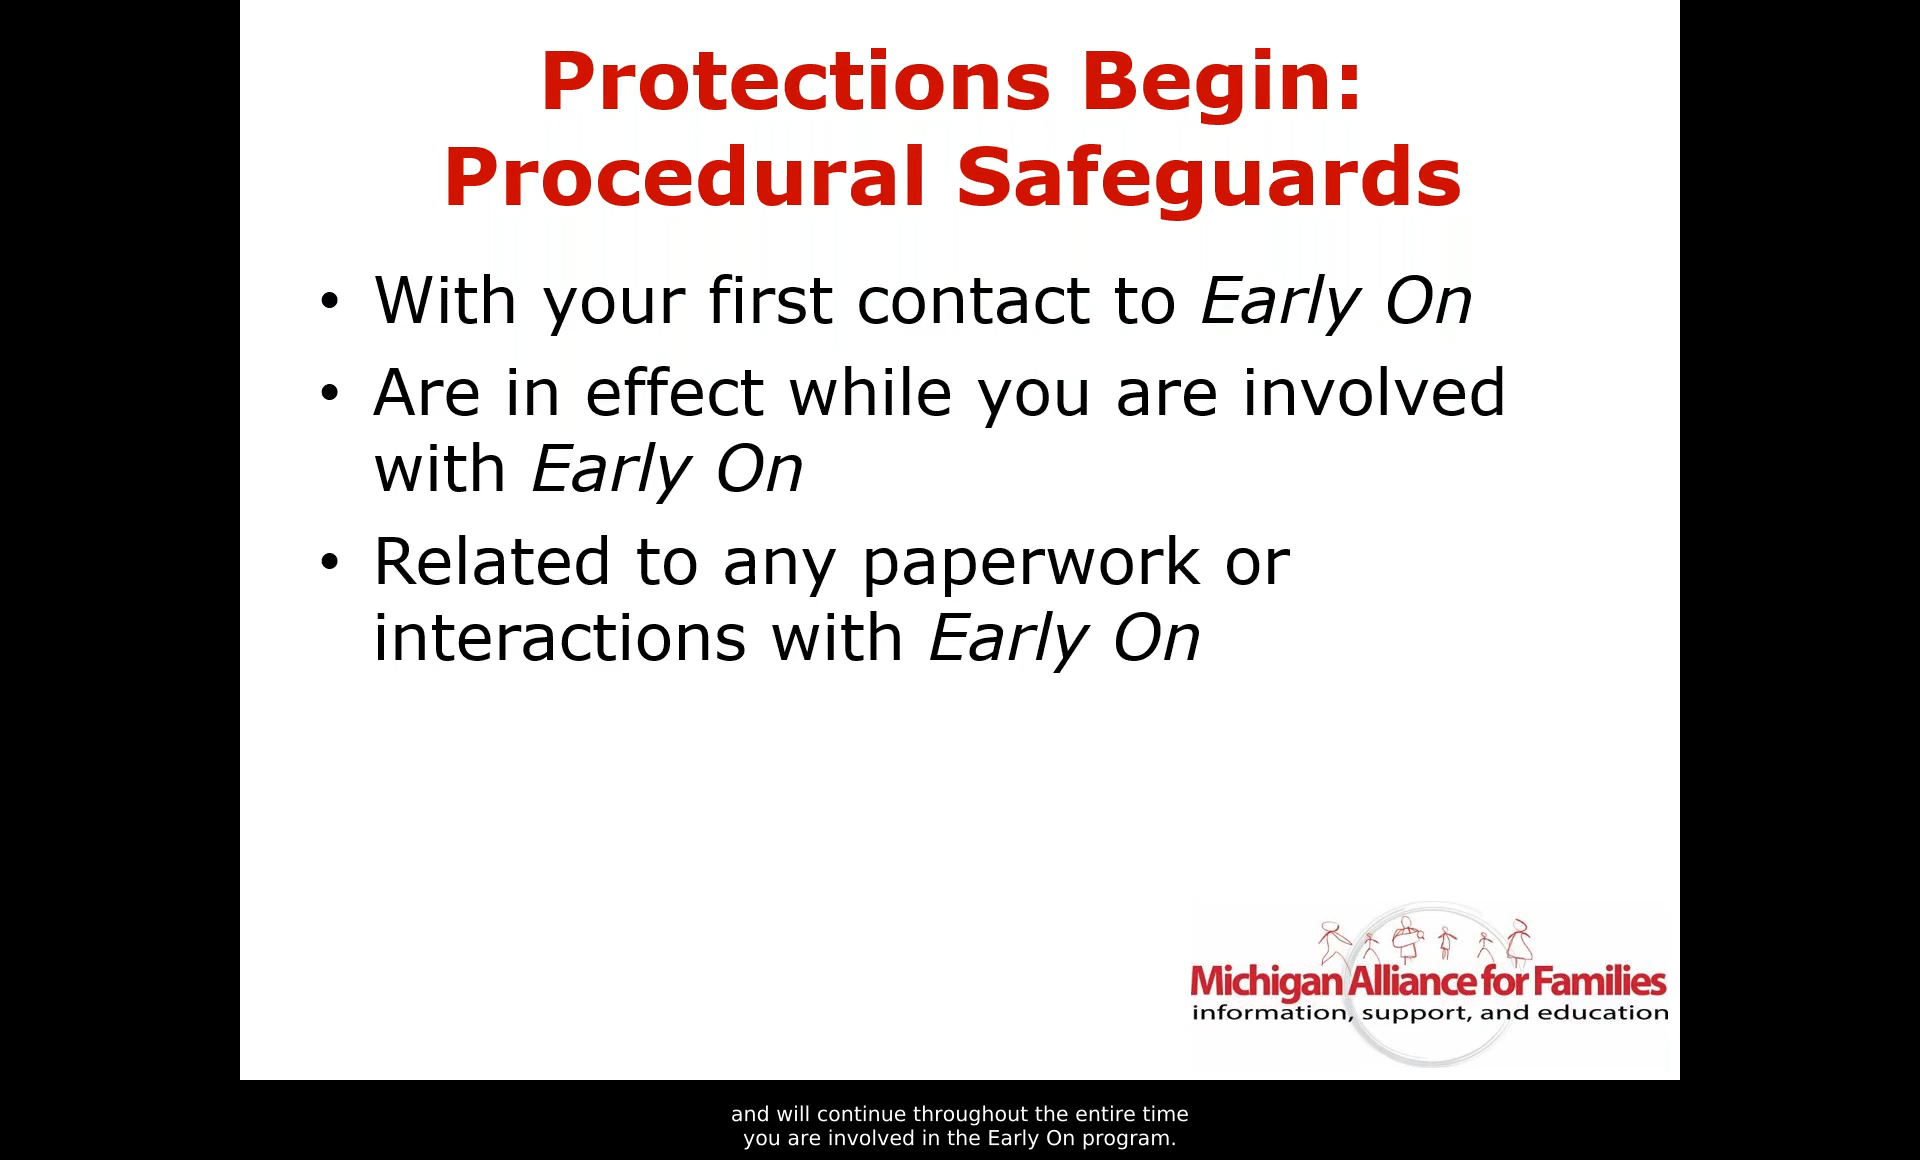 Protections Begin:
Procedural Safeguards
• With your first contact to Early On
• Are in effect while you are involved
with Early On
• Related to any paperwork or
interactions with Early On
Michigan Alliance for Families
information, support, and education
and will continue throughout the entire time
you are involved in the Early On program.